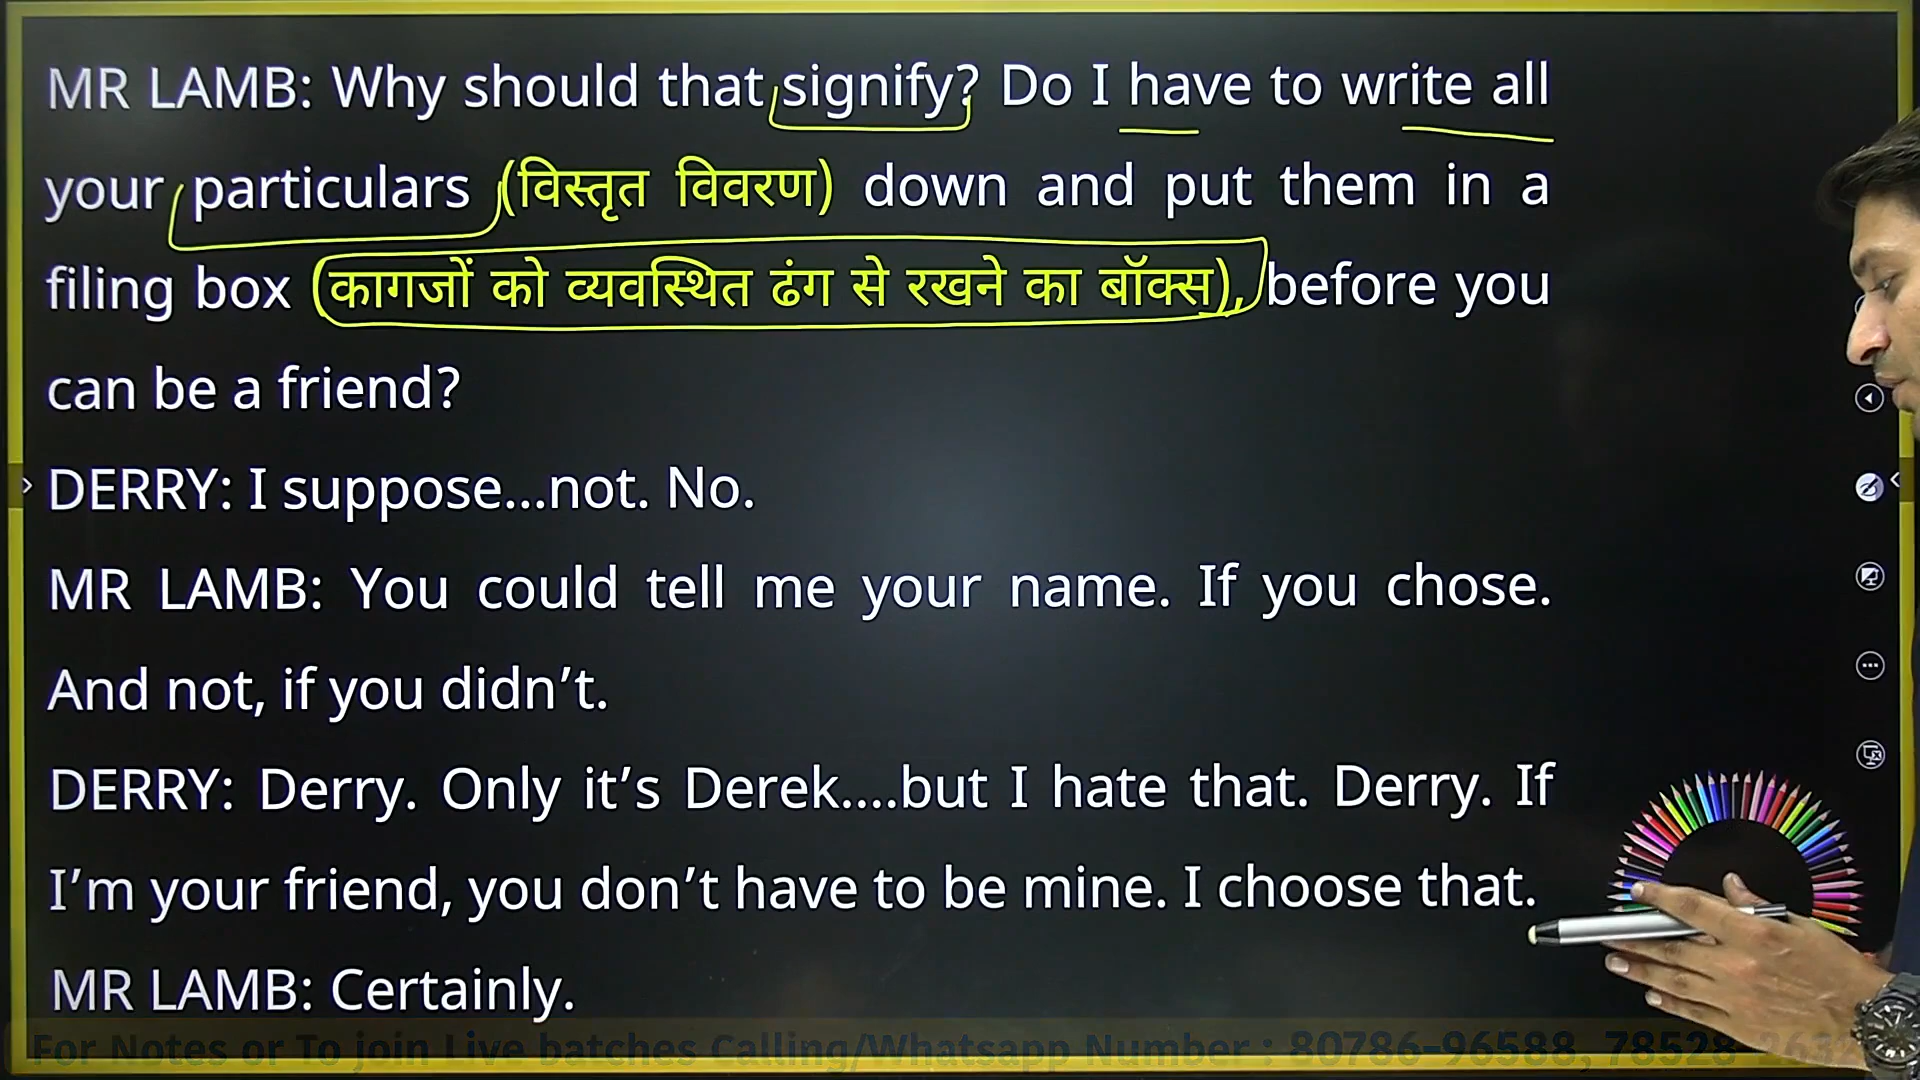 MR LAMB: Why should that signify? Do I have to write all
your particulars (विस्तृत विवरण) down and put them in a
filing box (कागजों को व्यवस्थित ढंग से रखने का बॉक्स), before you
can be a friend?
DERRY: I suppose...not. No.
MR LAMB: You could tell me your name. If you chose.
And not, if you didn’t.
DERRY: Derry. Only it’s Derek....but I hate that. Derry. If
I’m your friend, you don’t have to be mine. I choose that.
MR LAMB: Certainly.
For Notes or To join Live batches Calling/Whatsapp Number : 80786-96588, 78528-2632